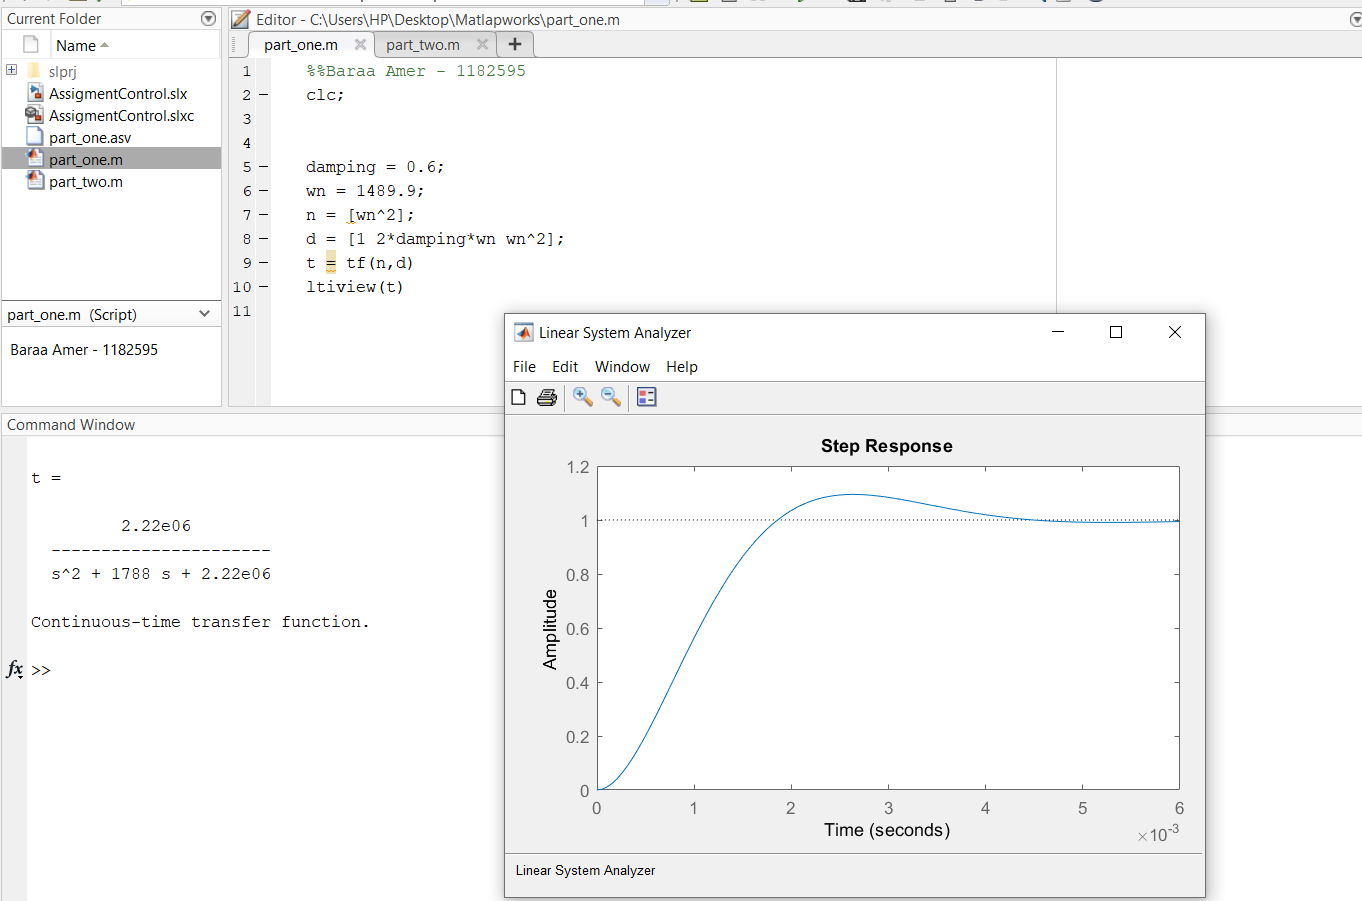 Current Folder
Name
slprj
AssigmentControl.slx
AssigmentControl.slxc
part_one.asv
part_one.m
part_two.m
part_one.m (Script)
Baraa Amer - 1182595
Editor - C:\Users\HP\Desktop\Matlapworks\part_one.m
part_one.m
part_two.m
1 %%Baraa Amer - 1182595
2 - clc;
3
4
5 - damping = 0.6;
6 - wn = 1489.9;
7 - n = [wn^2];
8 - d = [1 2*damping*wn wn^2];
9 - t = tf(n,d)
10 - ltiview(t)
11
Command Window
t =
2.22e06
----------------------
s^2 + 1788 s + 2.22e06
Continuous-time transfer function.
fx >>
Linear System Analyzer
File Edit Window Help
Step Response
1.2
1
0.8
0.6
0.4
0.2
0
Amplitude
0 1 2 3 4 5 6
Time (seconds)
×10-3
Linear System Analyzer